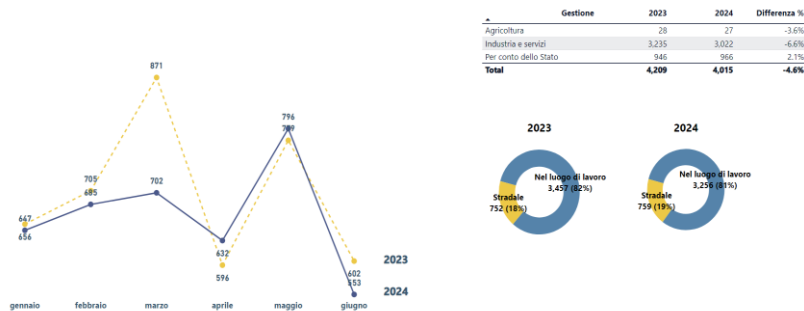 Gestione 2023 2024 Differenza %
Agricoltura 28 27 -3.6%
Industria e servizi 3,235 3,022 -6.6%
Per conto dello Stato 946 966 2.1%
Total 4,209 4,015 -4.6%
871
796
779
705
702
685
647
656
632
596
602
553
2023
2024
gennaio febbraio marzo aprile maggio giugno
2023
Nel luogo di lavoro
3,457 (82%)
Stradale
752 (18%)
2024
Nel luogo di lavoro
3,256 (81%)
Stradale
759 (19%)